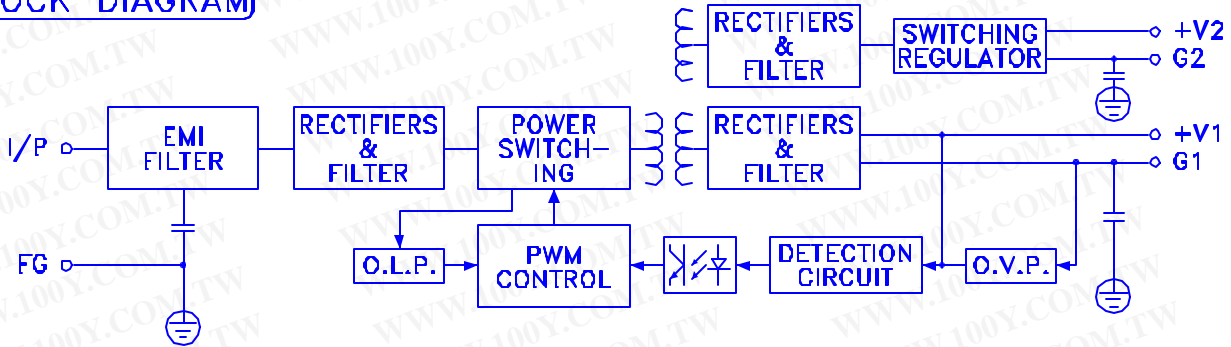 OCK DIAGRAM
RECTIFIERS
&
FILTER
SWITCHING
REGULATOR
+V2
G2
I/P
EMI
FILTER
RECTIFIERS
&
FILTER
POWER
SWITCH-
ING
RECTIFIERS
&
FILTER
+V1
G1
FG
O.L.P.
PWM
CONTROL
DETECTION
CIRCUIT
O.V.P.
WWW.100Y.COM.TW